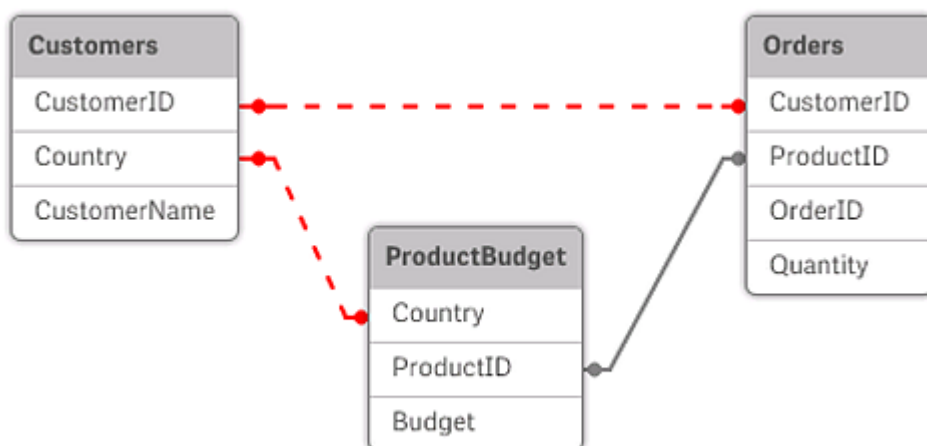 Customers
CustomerID
Country
CustomerName
ProductBudget
Country
ProductID
Budget
Orders
CustomerID
ProductID
OrderID
Quantity